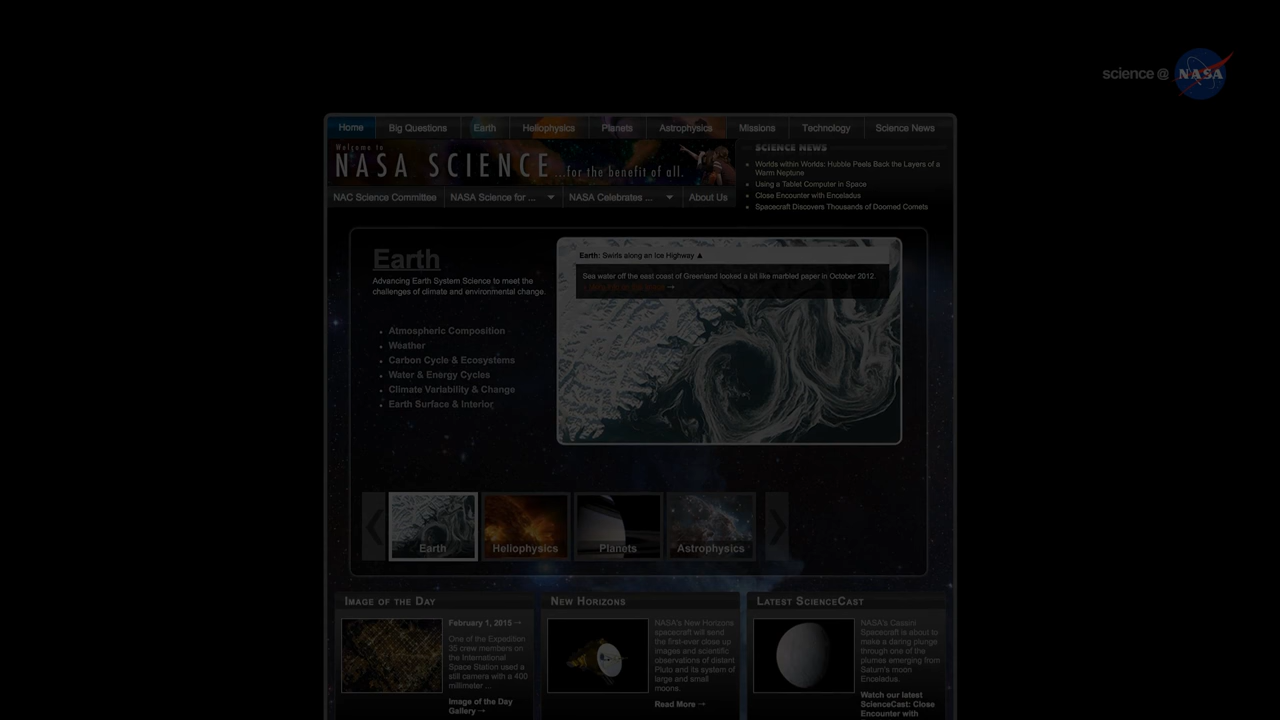 science @ NASA
Home Big Questions Earth Heliophysics Planets Astrophysics Missions Technology Science News
Welcome to
NASA SCIENCE ...for the benefit of all.
SCIENCE NEWS
Worlds within Worlds: Hubble Peels Back the Layers of a
Warm Neptune
Using a Tablet Computer in Space
Close Encounter with Enceladus
Spacecraft Discovers Thousands of Doomed Comets
NAC Science Committee NASA Science for ... NASA Celebrates ... About Us
Earth
Advancing Earth System Science to meet the
challenges of climate and environmental change.
Atmospheric Composition
Weather
Carbon Cycle & Ecosystems
Water & Energy Cycles
Climate Variability & Change
Earth Surface & Interior
Earth: Swirls along an Ice Highway ▲
Sea water off the east coast of Greenland looked a bit like marbled paper in October 2012.
Earth Heliophysics Planets Astrophysics
IMAGE OF THE DAY
February 1, 2015 →
One of the Expedition
35 crew members on
the International
Space Station used a
still camera with a 400
millimeter ...
Image of the Day
Gallery →
NEW HORIZONS
NASA's New Horizons
spacecraft will send
the first-ever close up
images and scientific
observations of distant
Pluto and its system of
large and small
moons.
Read More →
LATEST SCIENCECAST
NASA's Cassini
Spacecraft is about to
make a daring plunge
through one of the
plumes emerging from
Saturn's moon
Enceladus.
Watch our latest
ScienceCast: Close
Encounter with